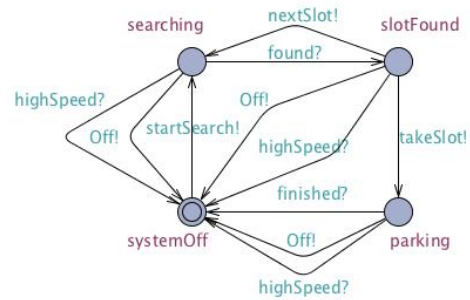 nextSlot!
searching
slotFound
found?
highSpeed?
Off!
Off!
startSearch!
highSpeed?
takeSlot!
finished?
systemOff
Off!
parking
highSpeed?